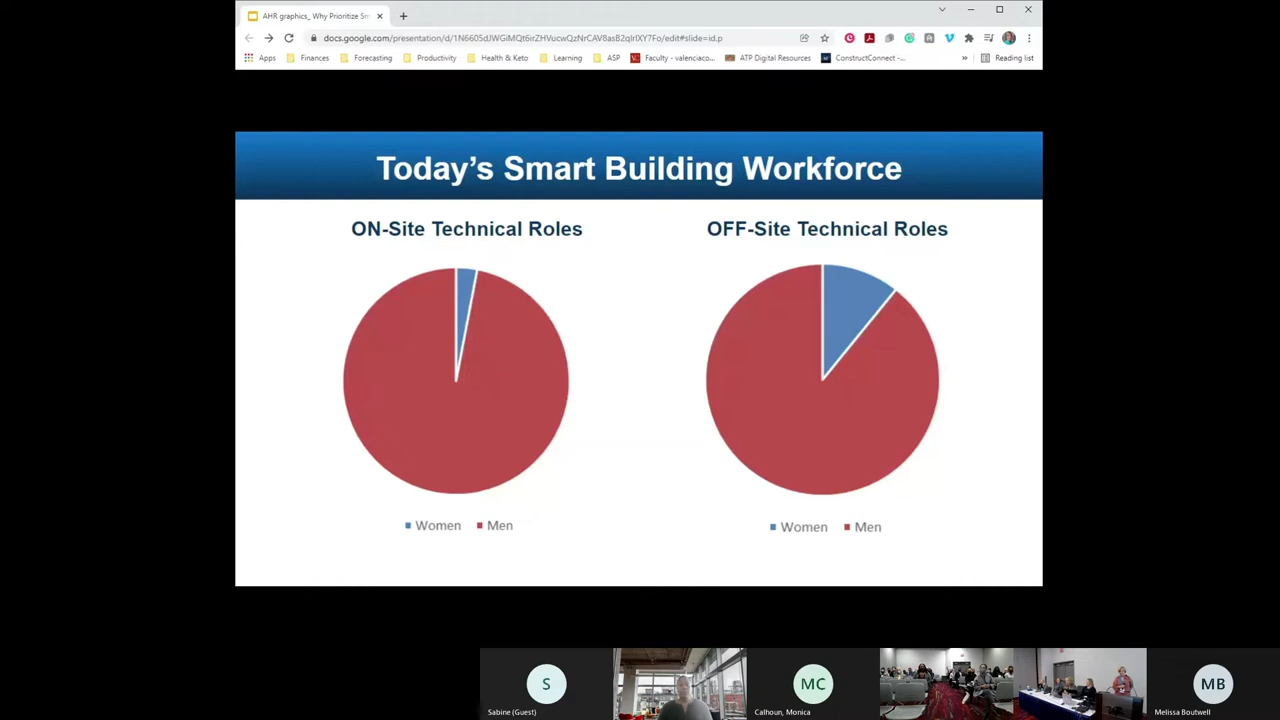 AHR graphics_ Why Prioritize Sm
docs.google.com/presentation/d/1N6605dJWGiMQt6irZHVucwQzNrCAV8asB2qIrIXY7Fo/edit#slide=id.p
Apps Finances Forecasting Productivity Health & Keto Learning ASP Faculty - valenciaco... ATP Digital Resources ConstructConnect -... » Reading list
Today's Smart Building Workforce
ON-Site Technical Roles OFF-Site Technical Roles
Women Men Women Men
S MC MB
Sabine (Guest) Calhoun, Monica Melissa Boutwell